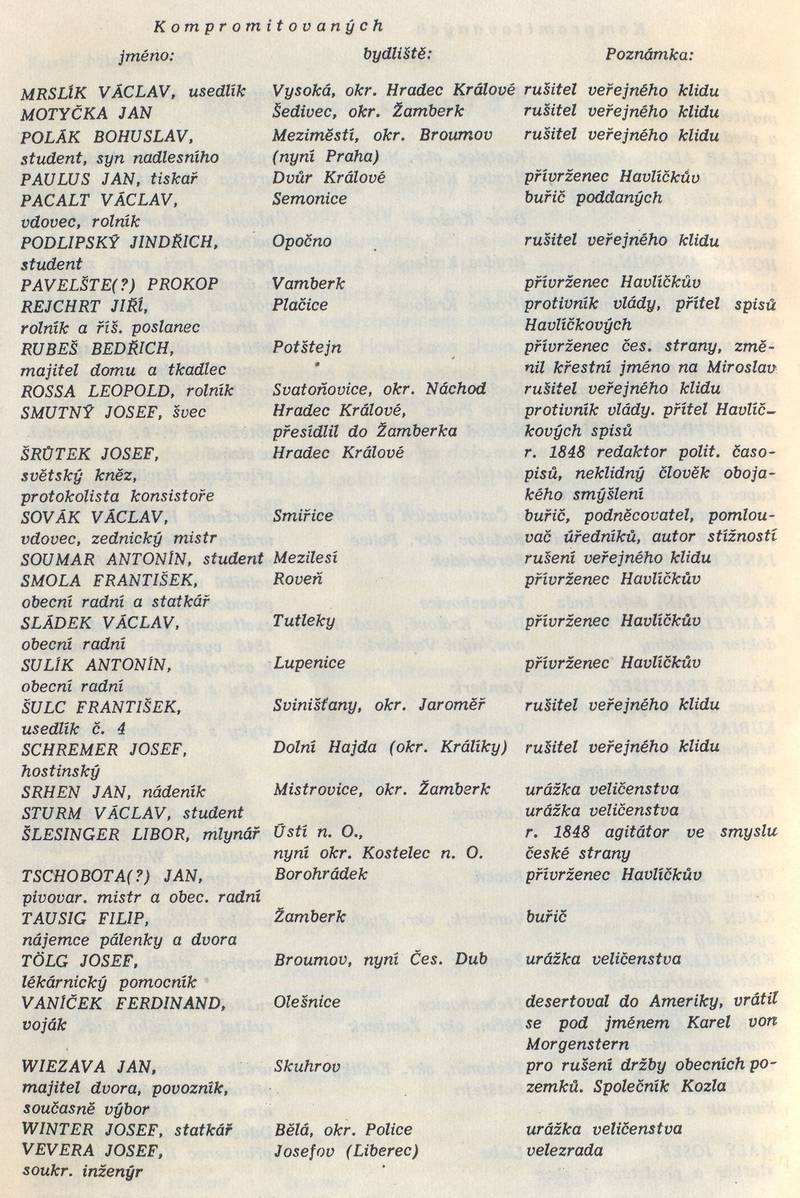 Kompromitovaných
jméno: bydliště: Poznámka:
MRSLÍK VÁCLAV, usedlík Vysoká, okr. Hradec Králové rušitel veřejného klidu
MOTYČKA JAN Šedivec, okr. Žamberk rušitel veřejného klidu
POLÁK BOHUSLAV, Meziměstí, okr. Broumov rušitel veřejného klidu
student, syn nadlesního (nyní Praha)
PAULUS JAN, tiskař Dvůr Králové přívrženec Havlíčkův
PACALT VÁCLAV, Semonice buřič poddaných
vdovec, rolník
PODLIPSKÝ JINDŘICH, Opočno rušitel veřejného klidu
student
PAVELŠTE(?) PROKOP Vamberk přívrženec Havlíčkův
REJCHRT JIŘÍ, Plačice protivník vlády, přítel spisů
rolník a říš. poslanec Havlíčkových
RUBEŠ BEDŘICH, Potštejn přívrženec čes. strany, změ-
majitel domu a tkadlec nil křestní jméno na Miroslav
ROSSA LEOPOLD, rolník Svatoňovice, okr. Náchod rušitel veřejného klidu
SMUTNÝ JOSEF, švec Hradec Králové, protivník vlády. přítel Havlíč-
přesídlil do Žamberka kových spisů
ŠRŮTEK JOSEF, Hradec Králové r. 1848 redaktor polit. časo-
světský kněz, pisů, neklidný člověk oboja-
protokolista konsistoře kého smýšlení
SOVÁK VÁCLAV, Smiřice buřič, podněcovatel, pomlou-
vdovec, zednický mistr vač úředníků, autor stížností
SOUMAR ANTONÍN, student Mezilesí rušení veřejného klidu
SMOLA FRANTIŠEK, Roveň přívrženec Havlíčkův
obecní radní a statkář
SLÁDEK VÁCLAV, Tutleky přívrženec Havlíčkův
obecní radní
SULÍK ANTONÍN, Lupenice přívrženec Havlíčkův
obecní radní
ŠULC FRANTIŠEK, Svinišťany, okr. Jaroměř rušitel veřejného klidu
usedlík č. 4
SCHREMER JOSEF, Dolní Hajda (okr. Králíky) rušitel veřejného klidu
hostinský
SRHEN JAN, nádeník Mistrovice, okr. Žamberk urážka veličenstva
STURM VÁCLAV, student urážka veličenstva
ŠLESINGER LIBOR, mlynář Ústí n. O., r. 1848 agitátor ve smyslu
nyní okr. Kostelec n. O. české strany
TSCHOBOTA(?) JAN, Borohrádek přívrženec Havlíčkův
pivovar. mistr a obec. radní
TAUSIG FILIP, Žamberk buřič
nájemce pálenky a dvora
TÖLG JOSEF, Broumov, nyní Čes. Dub urážka veličenstva
lékárnický pomocník
VANÍČEK FERDINAND, Olešnice desertoval do Ameriky, vrátil
voják se pod jménem Karel von
Morgenstern
WIEZAVA JAN, Skuhrov pro rušení držby obecních po-
majitel dvora, povozník, zemků. Společník Kozla
současně výbor
WINTER JOSEF, statkář Bělá, okr. Police urážka veličenstva
VEVERA JOSEF, Josefov (Liberec) velezrada
soukr. inženýr